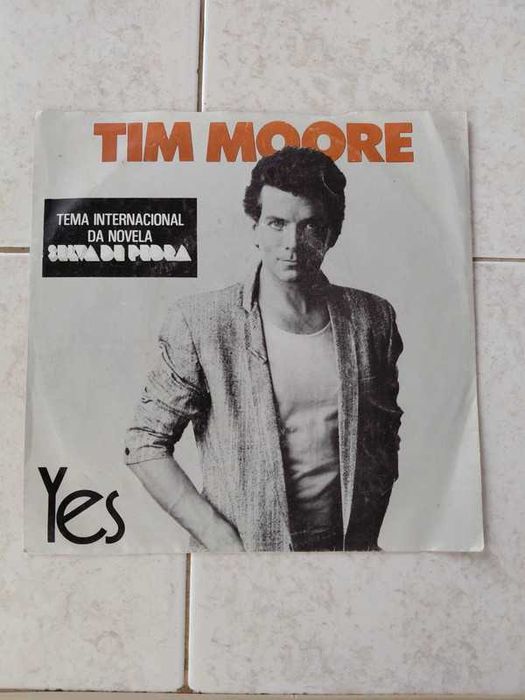 TIM MOORE
TEMA INTERNACIONAL
DA NOVELA
SELVA DE PEDRA
Yes